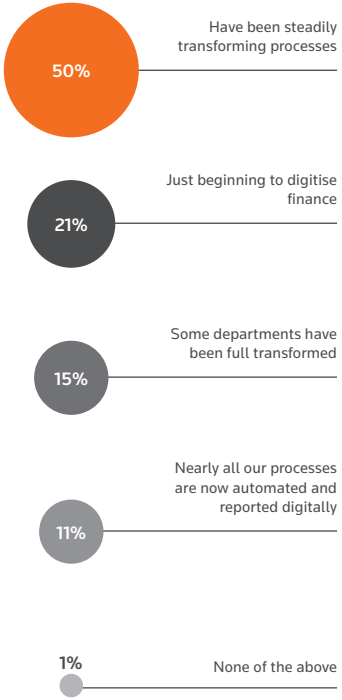 Have been steadily
transforming processes
50%
Just beginning to digitise
finance
21%
Some departments have
been full transformed
15%
Nearly all our processes
are now automated and
reported digitally
11%
1%
None of the above